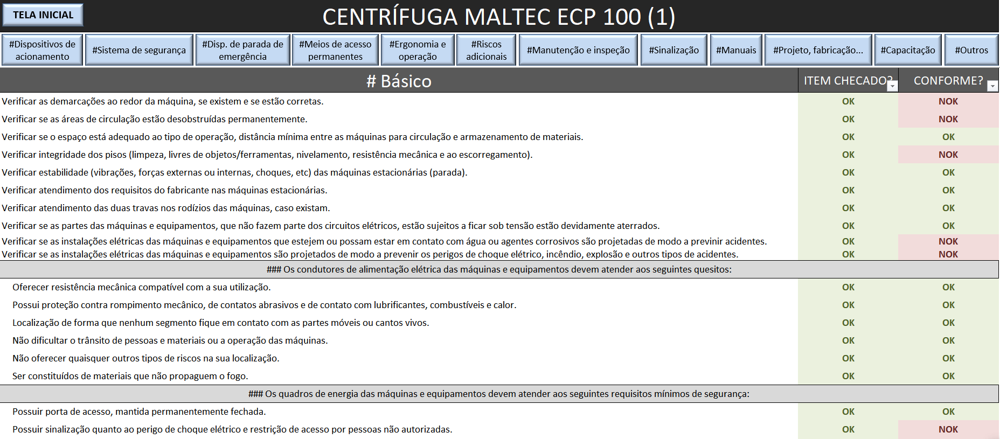 TELA INICIAL
CENTRÍFUGA MALTEC ECP 100 (1)
#Dispositivos de
acionamento
#Sistema de segurança
#Disp. de parada de
emergência
#Meios de acesso
permanentes
#Ergonomia e
operação
#Riscos
adicionais
#Manutenção e inspeção
#Sinalização
#Manuais
#Projeto, fabricação...
#Capacitação
#Outros
# Básico ITEM CHECADO? CONFORME?
Verificar as demarcações ao redor da máquina, se existem e se estão corretas. OK NOK
Verificar se as áreas de circulação estão desobstruídas permanentemente. OK NOK
Verificar se o espaço está adequado ao tipo de operação, distância mínima entre as máquinas para circulação e armazenamento de materiais. OK OK
Verificar integridade dos pisos (limpeza, livres de objetos/ferramentas, nivelamento, resistência mecânica e ao escorregamento). OK NOK
Verificar estabilidade (vibrações, forças externas ou internas, choques, etc) das máquinas estacionárias (parada). OK OK
Verificar atendimento dos requisitos do fabricante nas máquinas estacionárias. OK OK
Verificar atendimento das duas travas nos rodízios das máquinas, caso existam. OK OK
Verificar se as partes das máquinas e equipamentos, que não fazem parte dos circuitos elétricos, estão sujeitos a ficar sob tensão estão devidamente aterrados. OK OK
Verificar se as instalações elétricas das máquinas e equipamentos que estejem ou possam estar em contato com água ou agentes corrosivos são projetadas de modo a previnir acidentes. OK NOK
Verificar se as instalações elétricas das máquinas e equipamentos são projetados de modo a prevenir os perigos de choque elétrico, incêndio, explosão e outros tipos de acidentes. OK NOK
### Os condutores de alimentação elétrica das máquinas e equipamentos devem atender aos seguintes quesitos:
Oferecer resistência mecânica compatível com a sua utilização. OK OK
Possui proteção contra rompimento mecânico, de contatos abrasivos e de contato com lubrificantes, combustíveis e calor. OK OK
Localização de forma que nenhum segmento fique em contato com as partes móveis ou cantos vivos. OK OK
Não dificultar o trânsito de pessoas e materiais ou a operação das máquinas. OK OK
Não oferecer quaisquer outros tipos de riscos na sua localização. OK OK
Ser constituídos de materiais que não propaguem o fogo. OK OK
### Os quadros de energia das máquinas e equipamentos devem atender aos seguintes requisitos mínimos de segurança:
Possuir porta de acesso, mantida permanentemente fechada. OK OK
Possuir sinalização quanto ao perigo de choque elétrico e restrição de acesso por pessoas não autorizadas. OK NOK